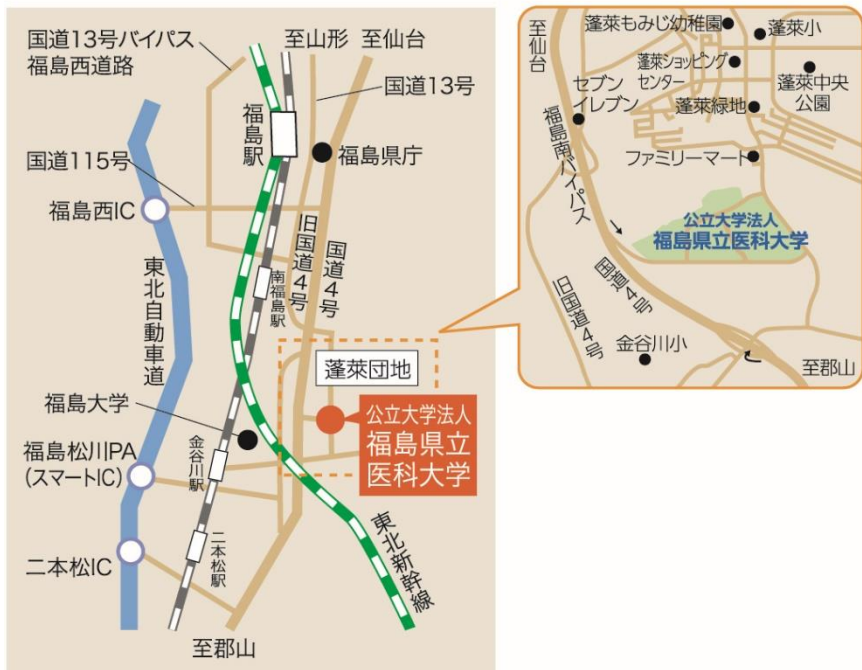 国道13号バイパス
福島西道路
至山形
至仙台
国道13号
福島駅
福島県庁
国道115号
福島西IC
旧国道4号
国道4号
南福島駅
東北自動車道
蓬萊団地
福島大学
公立大学法人
福島県立
医科大学
福島松川PA
(スマートIC)
金谷川駅
二本松駅
二本松IC
東北新幹線
至郡山
至仙台
蓬萊もみじ幼稚園
蓬萊小
蓬萊ショッピング
センター
蓬萊中央
公園
セブン
イレブン
蓬萊緑地
福島南バイパス
ファミリーマート
公立大学法人
福島県立医科大学
国道4号
旧国道4号
金谷川小
至郡山